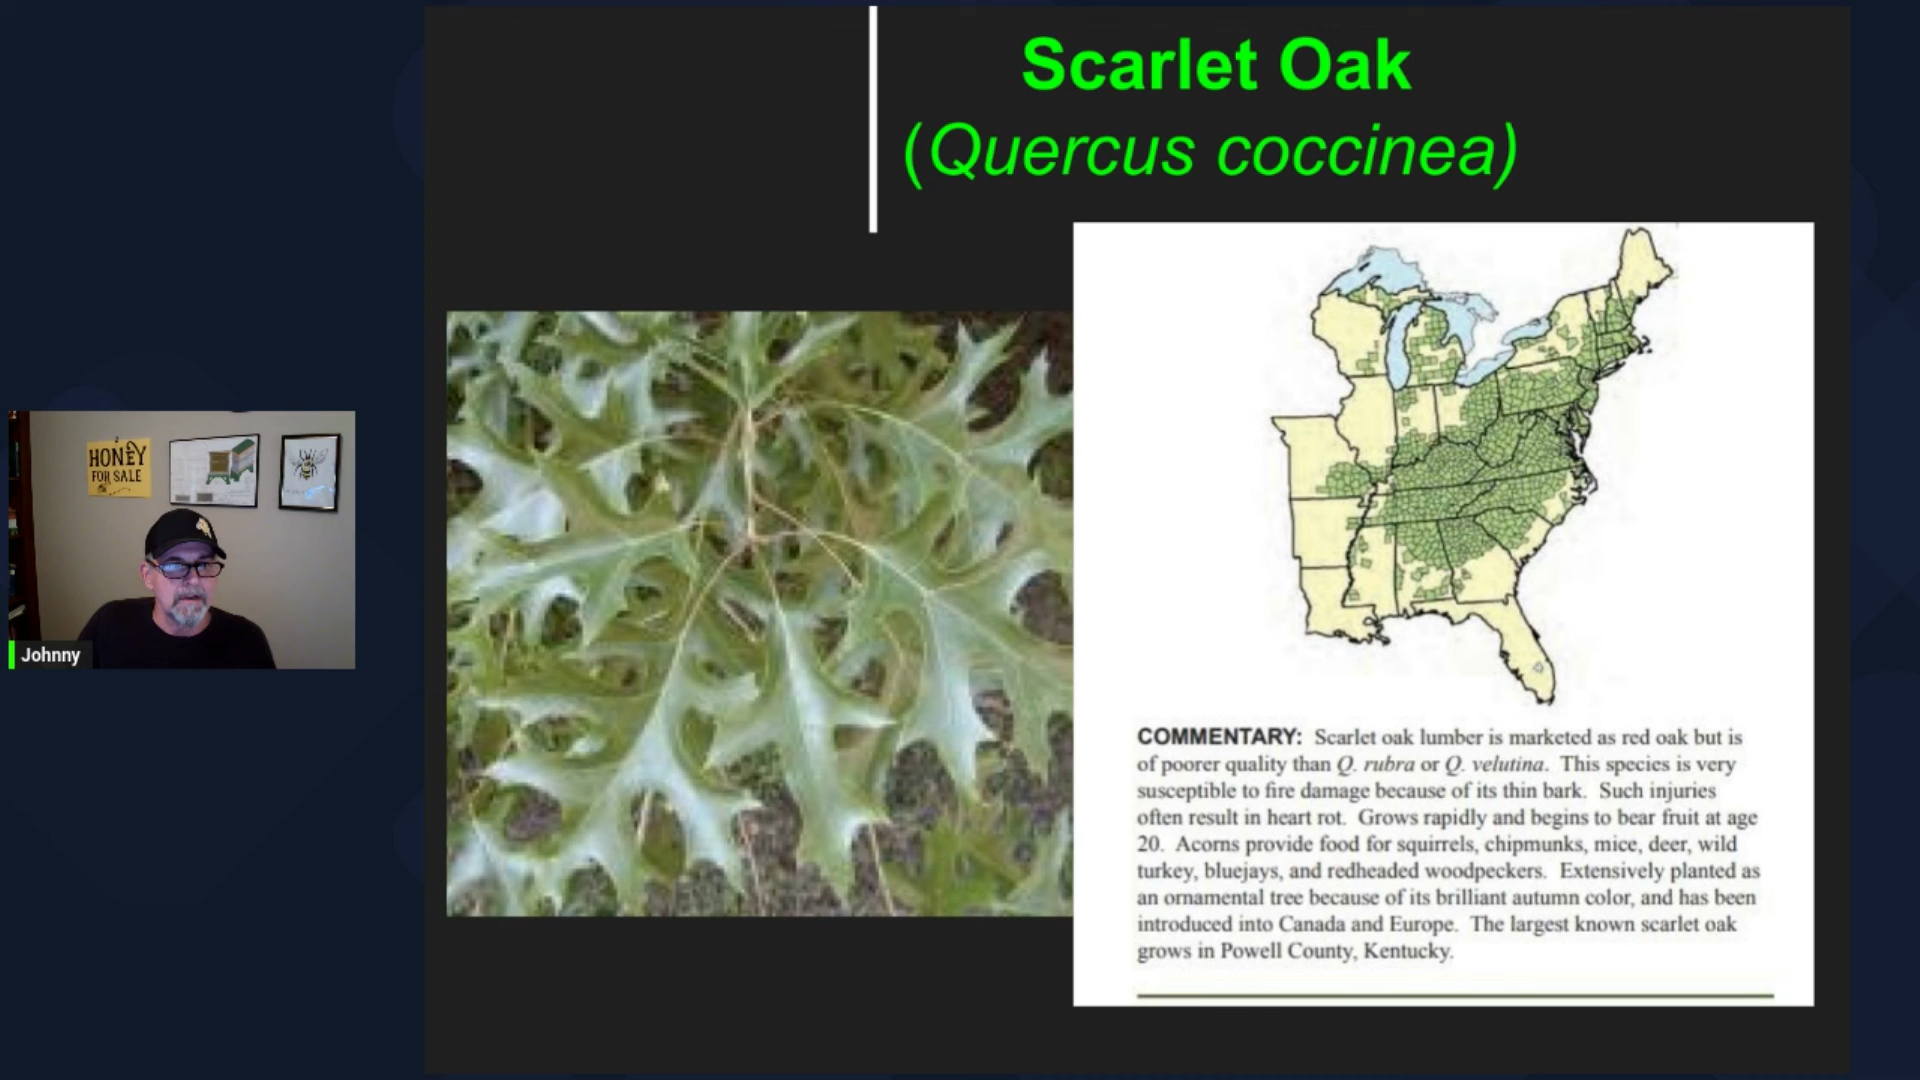 Scarlet Oak
(Quercus coccinea)
HONEY
FOR SALE
Johnny
COMMENTARY: Scarlet oak lumber is marketed as red oak but is
of poorer quality than Q. rubra or Q. velutina. This species is very
susceptible to fire damage because of its thin bark. Such injuries
often result in heart rot. Grows rapidly and begins to bear fruit at age
20. Acorns provide food for squirrels, chipmunks, mice, deer, wild
turkey, bluejays, and redheaded woodpeckers. Extensively planted as
an ornamental tree because of its brilliant autumn color, and has been
introduced into Canada and Europe. The largest known scarlet oak
grows in Powell County, Kentucky.